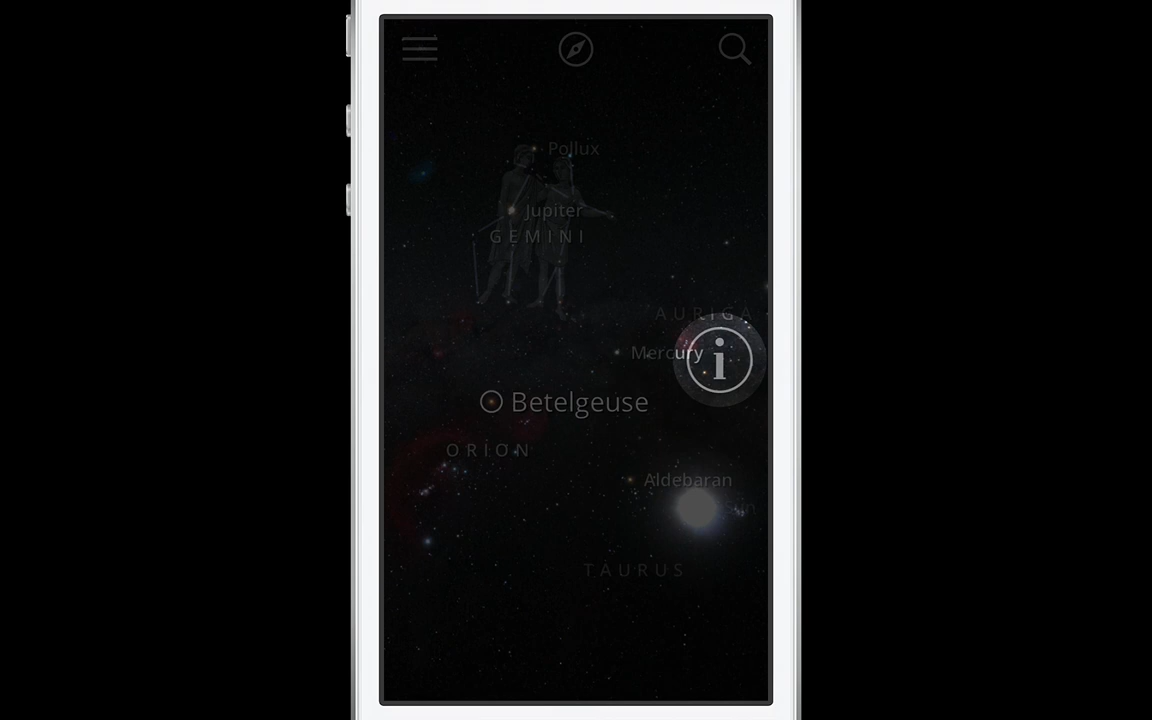 Pollux
Jupiter
GEMINI
AURIGA
Mercury
i
Betelgeuse
ORION
Aldebaran
TAURUS